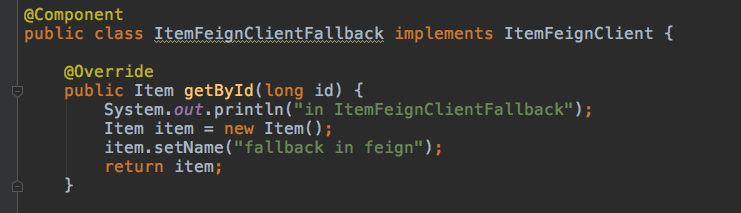 @Component
public class ItemFeignClientFallback implements ItemFeignClient {
@Override
public Item getById(long id) {
System.out.println("in ItemFeignClientFallback");
Item item = new Item();
item.setName("fallback in feign");
return item;
}